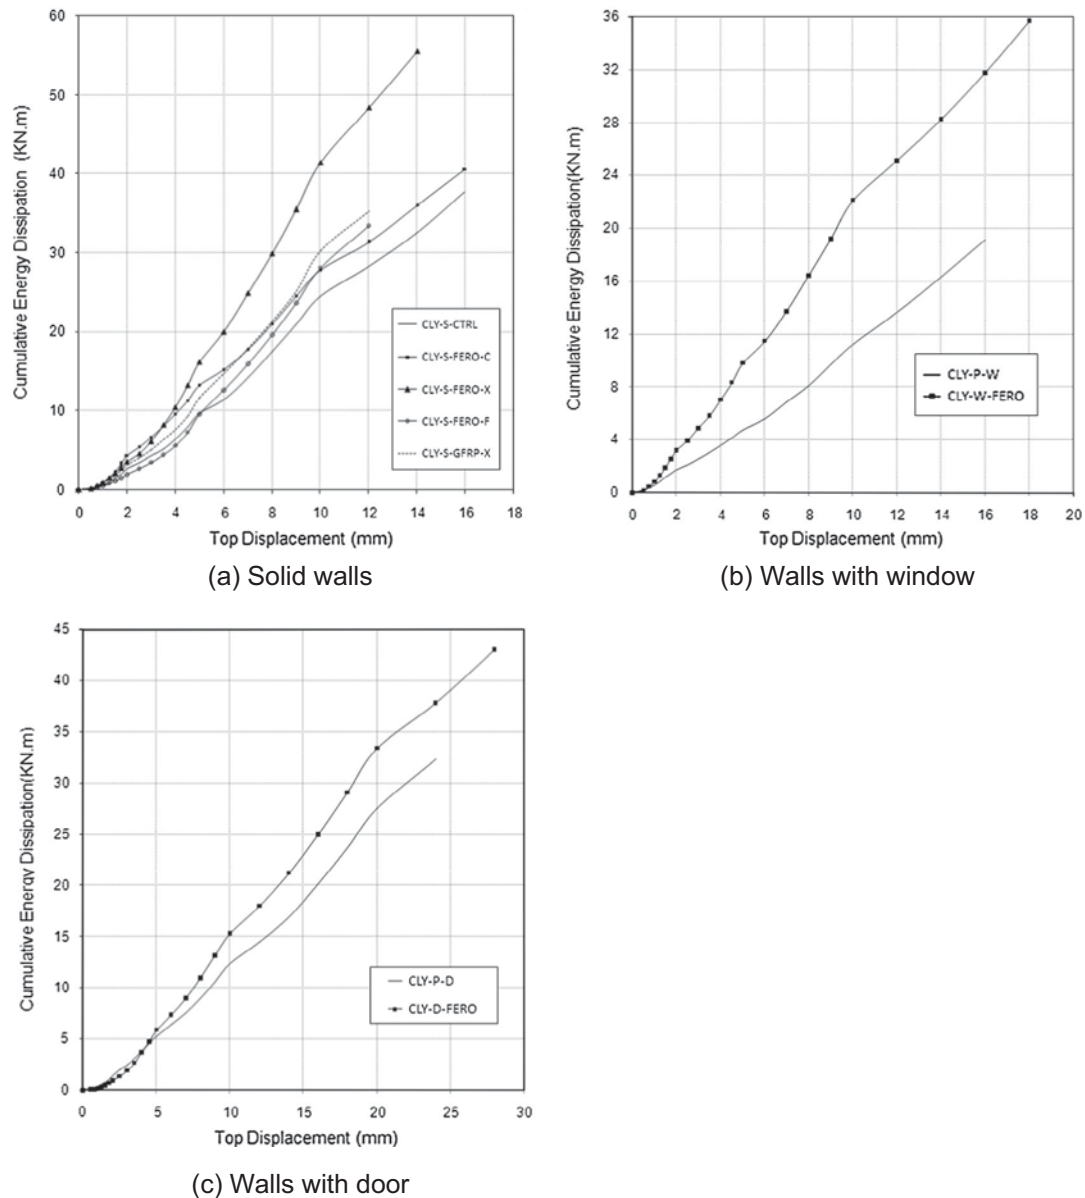 60
50
40
30
20
10
0
Cumulative Energy Dissipation (KN.m)
CLY-S-CTRL
CLY-S-FERO-C
CLY-S-FERO-X
CLY-S-FERO-F
CLY-S-GFRP-X
0 2 4 6 8 10 12 14 16 18
Top Displacement (mm)
(a) Solid walls
36
32
28
24
20
16
12
8
4
0
Cumulative Energy Dissipation(KN.m)
CLY-P-W
CLY-W-FERO
0 2 4 6 8 10 12 14 16 18 20
Top Displacement (mm)
(b) Walls with window
45
40
35
30
25
20
15
10
5
0
Cumulative Energy Dissipation(KN.m)
CLY-P-D
CLY-D-FERO
0 5 10 15 20 25 30
Top Displacement (mm)
(c) Walls with door